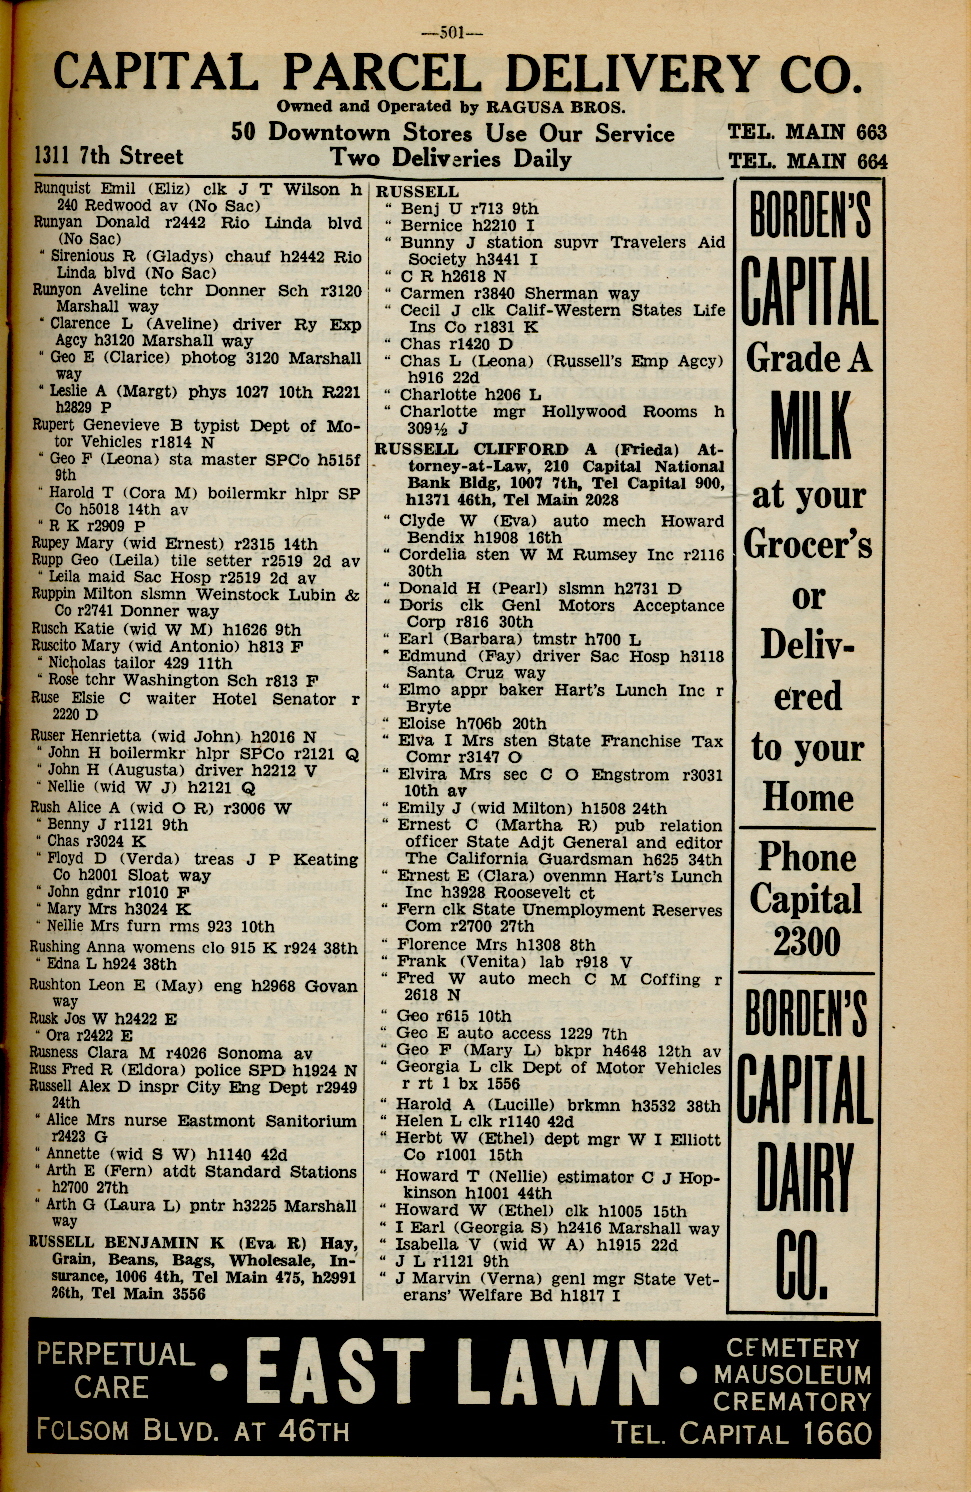 —501—
CAPITAL PARCEL DELIVERY CO.
Owned and Operated by RAGUSA BROS.
50 Downtown Stores Use Our Service
TEL. MAIN 663
1311 7th Street
Two Deliveries Daily
TEL. MAIN 664
Runquist Emil (Eliz) clk J T Wilson h
240 Redwood av (No Sac)
Runyan Donald r2442 Rio Linda blvd
(No Sac)
" Sirenious R (Gladys) chauf h2442 Rio
Linda blvd (No Sac)
Runyon Aveline tchr Donner Sch r3120
Marshall way
" Clarence L (Aveline) driver Ry Exp
Agcy h3120 Marshall way
" Geo E (Clarice) photog 3120 Marshall
way
" Leslie A (Margt) phys 1027 10th R221
h2829 P
Rupert Genevieve B typist Dept of Mo-
tor Vehicles r1814 N
" Geo F (Leona) sta master SPCo h515f
9th
" Harold T (Cora M) boilermkr hlpr SP
Co h5018 14th av
" R K r2909 P
Rupey Mary (wid Ernest) r2315 14th
Rupp Geo (Leila) tile setter r2519 2d av
" Leila maid Sac Hosp r2519 2d av
Ruppin Milton slsmn Weinstock Lubin &
Co r2741 Donner way
Rusch Katie (wid W M) h1626 9th
Ruscito Mary (wid Antonio) h813 F
" Nicholas tailor 429 11th
" Rose tchr Washington Sch r813 F
Ruse Elsie C waiter Hotel Senator r
2220 D
Ruser Henrietta (wid John) h2016 N
" John H boilermkr hlpr SPCo r2121 Q
" John H (Augusta) driver h2212 V
" Nellie (wid W J) h2121 Q
Rush Alice A (wid O R) r3006 W
" Benny J r1121 9th
" Chas r3024 K
" Floyd D (Verda) treas J P Keating
Co h2001 Sloat way
" John gdnr r1010 F
" Mary Mrs h3024 K
" Nellie Mrs furn rms 923 10th
Rushing Anna womens clo 915 K r924 38th
" Edna L h924 38th
Rushton Leon E (May) eng h2968 Govan
way
Rusk Jos W h2422 E
" Ora r2422 E
Rusness Clara M r4026 Sonoma av
Russ Fred R (Eldora) police SPD h1924 N
Russell Alex D inspr City Eng Dept r2949
24th
" Alice Mrs nurse Eastmont Sanitorium
r2423 G
" Annette (wid S W) h1140 42d
" Arth E (Fern) atdt Standard Stations
h2700 27th
" Arth G (Laura L) pntr h3225 Marshall
way
RUSSELL BENJAMIN K (Eva R) Hay,
Grain, Beans, Bags, Wholesale, In-
surance, 1006 4th, Tel Main 475, h2991
26th, Tel Main 3556
RUSSELL
" Benj U r713 9th
" Bernice h2210 I
" Bunny J station supvr Travelers Aid
Society h3441 I
" C R h2618 N
" Carmen r3840 Sherman way
" Cecil J clk Calif-Western States Life
Ins Co r1831 K
" Chas r1420 D
" Chas L (Leona) (Russell's Emp Agcy)
h916 22d
" Charlotte h206 L
" Charlotte mgr Hollywood Rooms h
309½ J
RUSSELL CLIFFORD A (Frieda) At-
torney-at-Law, 210 Capital National
Bank Bldg, 1007 7th, Tel Capital 900,
h1371 46th, Tel Main 2028
" Clyde W (Eva) auto mech Howard
Bendix h1908 16th
" Cordelia sten W M Rumsey Inc r2116
30th
" Donald H (Pearl) slsmn h2731 D
" Doris clk Genl Motors Acceptance
Corp r816 30th
" Earl (Barbara) tmstr h700 L
" Edmund (Fay) driver Sac Hosp h3118
Santa Cruz way
" Elmo appr baker Hart's Lunch Inc r
Bryte
" Eloise h706b 20th
" Elva I Mrs sten State Franchise Tax
Comr r3147 O
" Elvira Mrs sec C O Engstrom r3031
10th av
" Emily J (wid Milton) h1508 24th
" Ernest C (Martha R) pub relation
officer State Adjt General and editor
The California Guardsman h625 34th
" Ernest E (Clara) ovenmn Hart's Lunch
Inc h3928 Roosevelt ct
" Fern clk State Unemployment Reserves
Com r2700 27th
" Florence Mrs h1308 8th
" Frank (Venita) lab r918 V
" Fred W auto mech C M Coffing r
2618 N
" Geo r615 10th
" Geo E auto access 1229 7th
" Geo F (Mary L) bkpr h4648 12th av
" Georgia L clk Dept of Motor Vehicles
r rt 1 bx 1556
" Harold A (Lucille) brkmn h3532 38th
" Helen L clk r1140 42d
" Herbt W (Ethel) dept mgr W I Elliott
Co r1001 15th
" Howard T (Nellie) estimator C J Hop-
kinson h1001 44th
" Howard W (Ethel) clk h1005 15th
" I Earl (Georgia S) h2416 Marshall way
" Isabella V (wid W A) h1915 22d
" J L r1121 9th
" J Marvin (Verna) genl mgr State Vet-
erans' Welfare Bd h1817 I
BORDEN'S
CAPITAL
Grade A
MILK
at your
Grocer's
or
Deliv-
ered
to your
Home
Phone
Capital
2300
BORDEN'S
CAPITAL
DAIRY
CO.
PERPETUAL
CARE
• EAST LAWN •
CEMETERY
MAUSOLEUM
CREMATORY
FOLSOM BLVD. AT 46TH
TEL. CAPITAL 1660